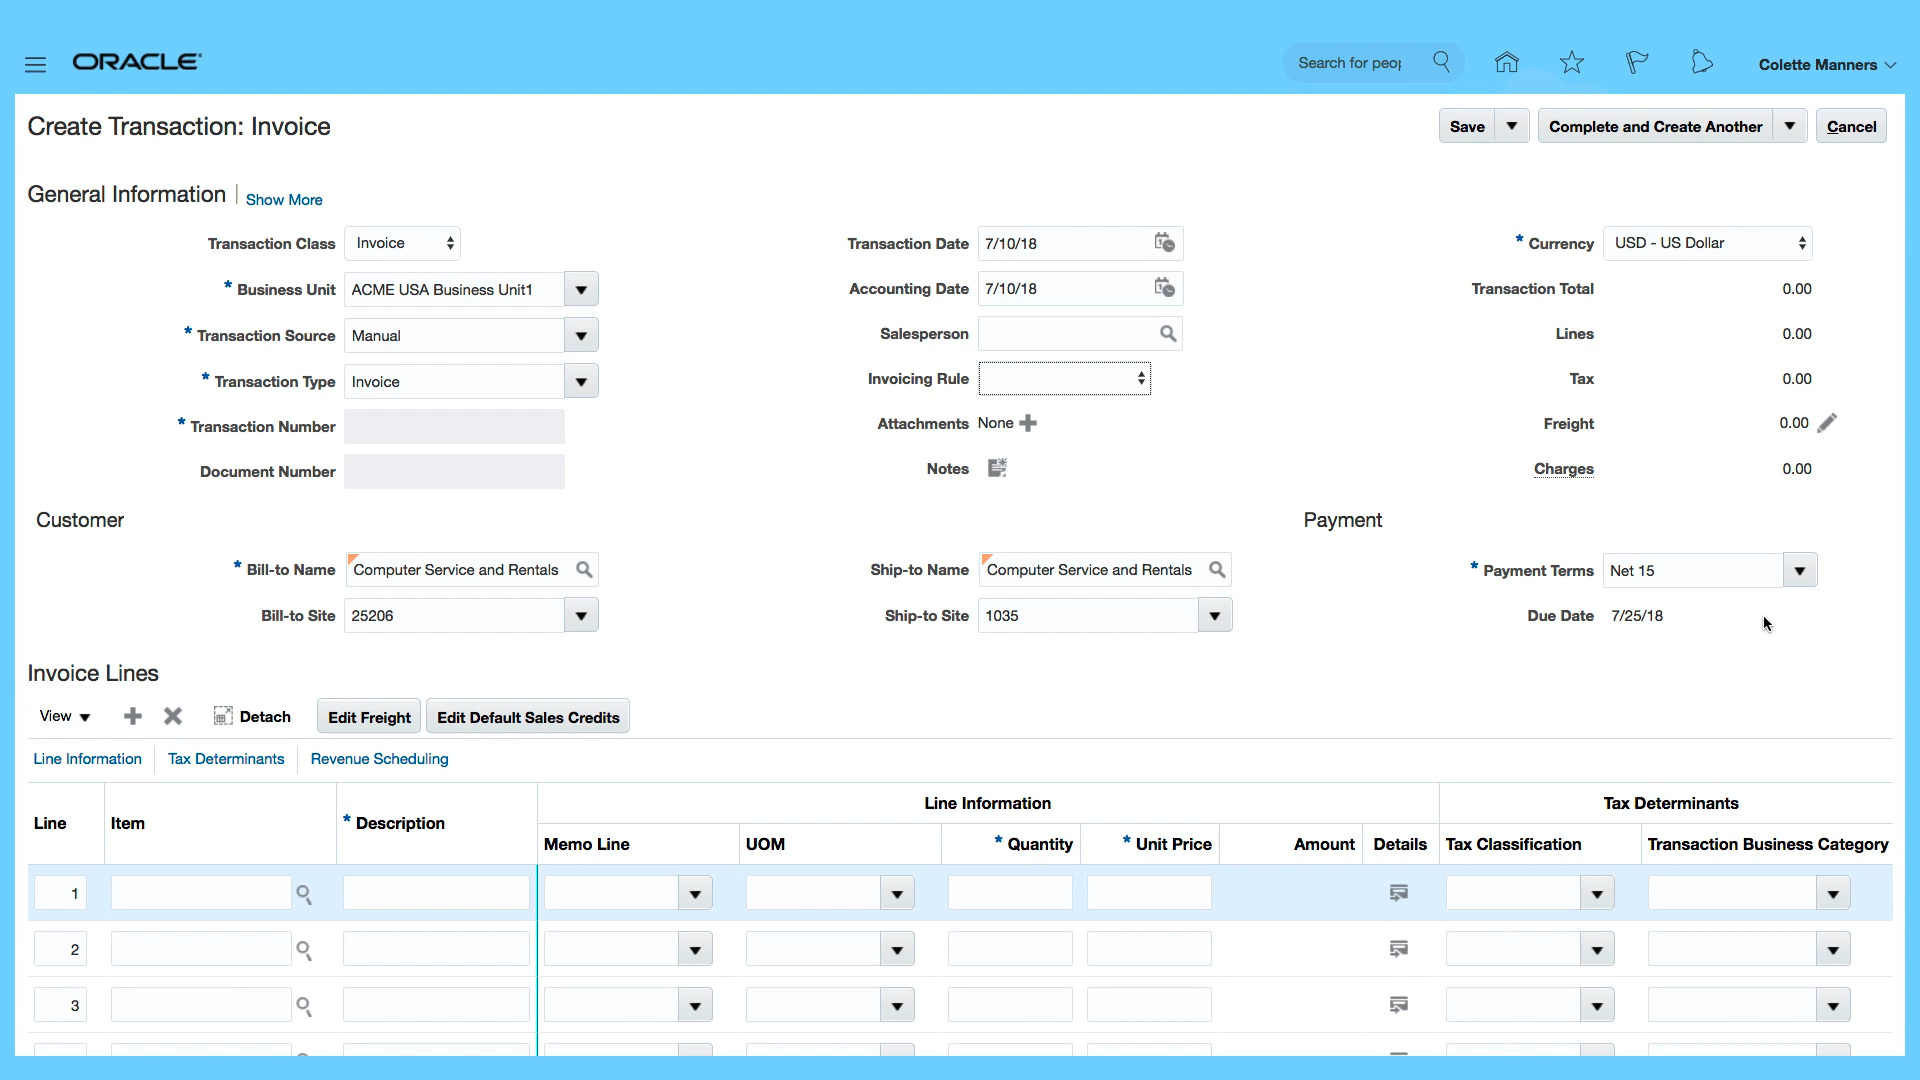 ORACLE
Search for peop
Colette Manners
Create Transaction: Invoice
Save
Complete and Create Another
Cancel
General Information
Show More
Transaction Class Invoice
* Business Unit ACME USA Business Unit1
* Transaction Source Manual
* Transaction Type Invoice
* Transaction Number
Document Number
Transaction Date 7/10/18
Accounting Date 7/10/18
Salesperson
Invoicing Rule
Attachments None
Notes
* Currency USD - US Dollar
Transaction Total 0.00
Lines 0.00
Tax 0.00
Freight 0.00
Charges 0.00
Customer
* Bill-to Name Computer Service and Rentals
Bill-to Site 25206
Ship-to Name Computer Service and Rentals
Ship-to Site 1035
Payment
* Payment Terms Net 15
Due Date 7/25/18
Invoice Lines
View
Detach
Edit Freight
Edit Default Sales Credits
Line Information
Tax Determinants
Revenue Scheduling
Line Information Tax Determinants
Line Item * Description
Memo Line UOM * Quantity * Unit Price Amount Details Tax Classification Transaction Business Category
1
2
3